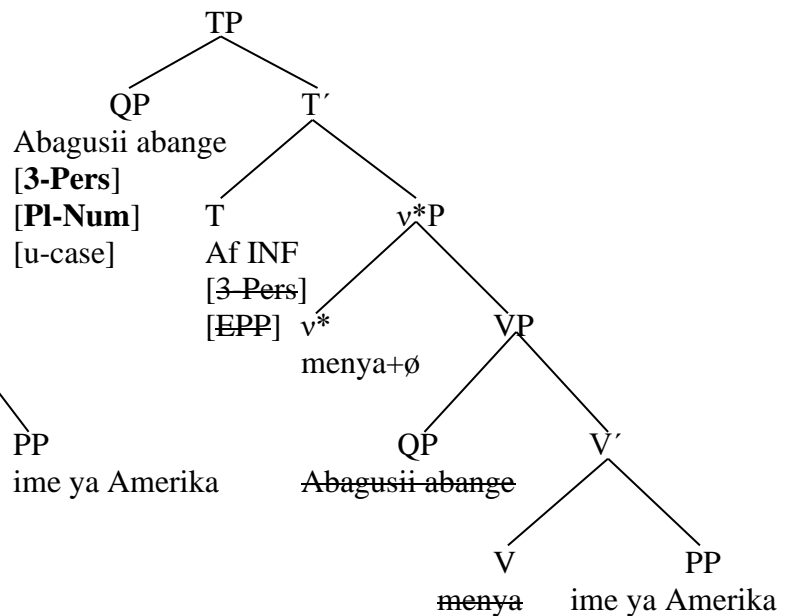 TP
QP T´
Abagusii abange
[3-Pers]
[Pl-Num] T ν*P
[u-case] Af INF
[3-Pers]
[EPP] ν* VP
menya+ø
PP QP V´
ime ya Amerika Abagusii abange
V PP
menya ime ya Amerika